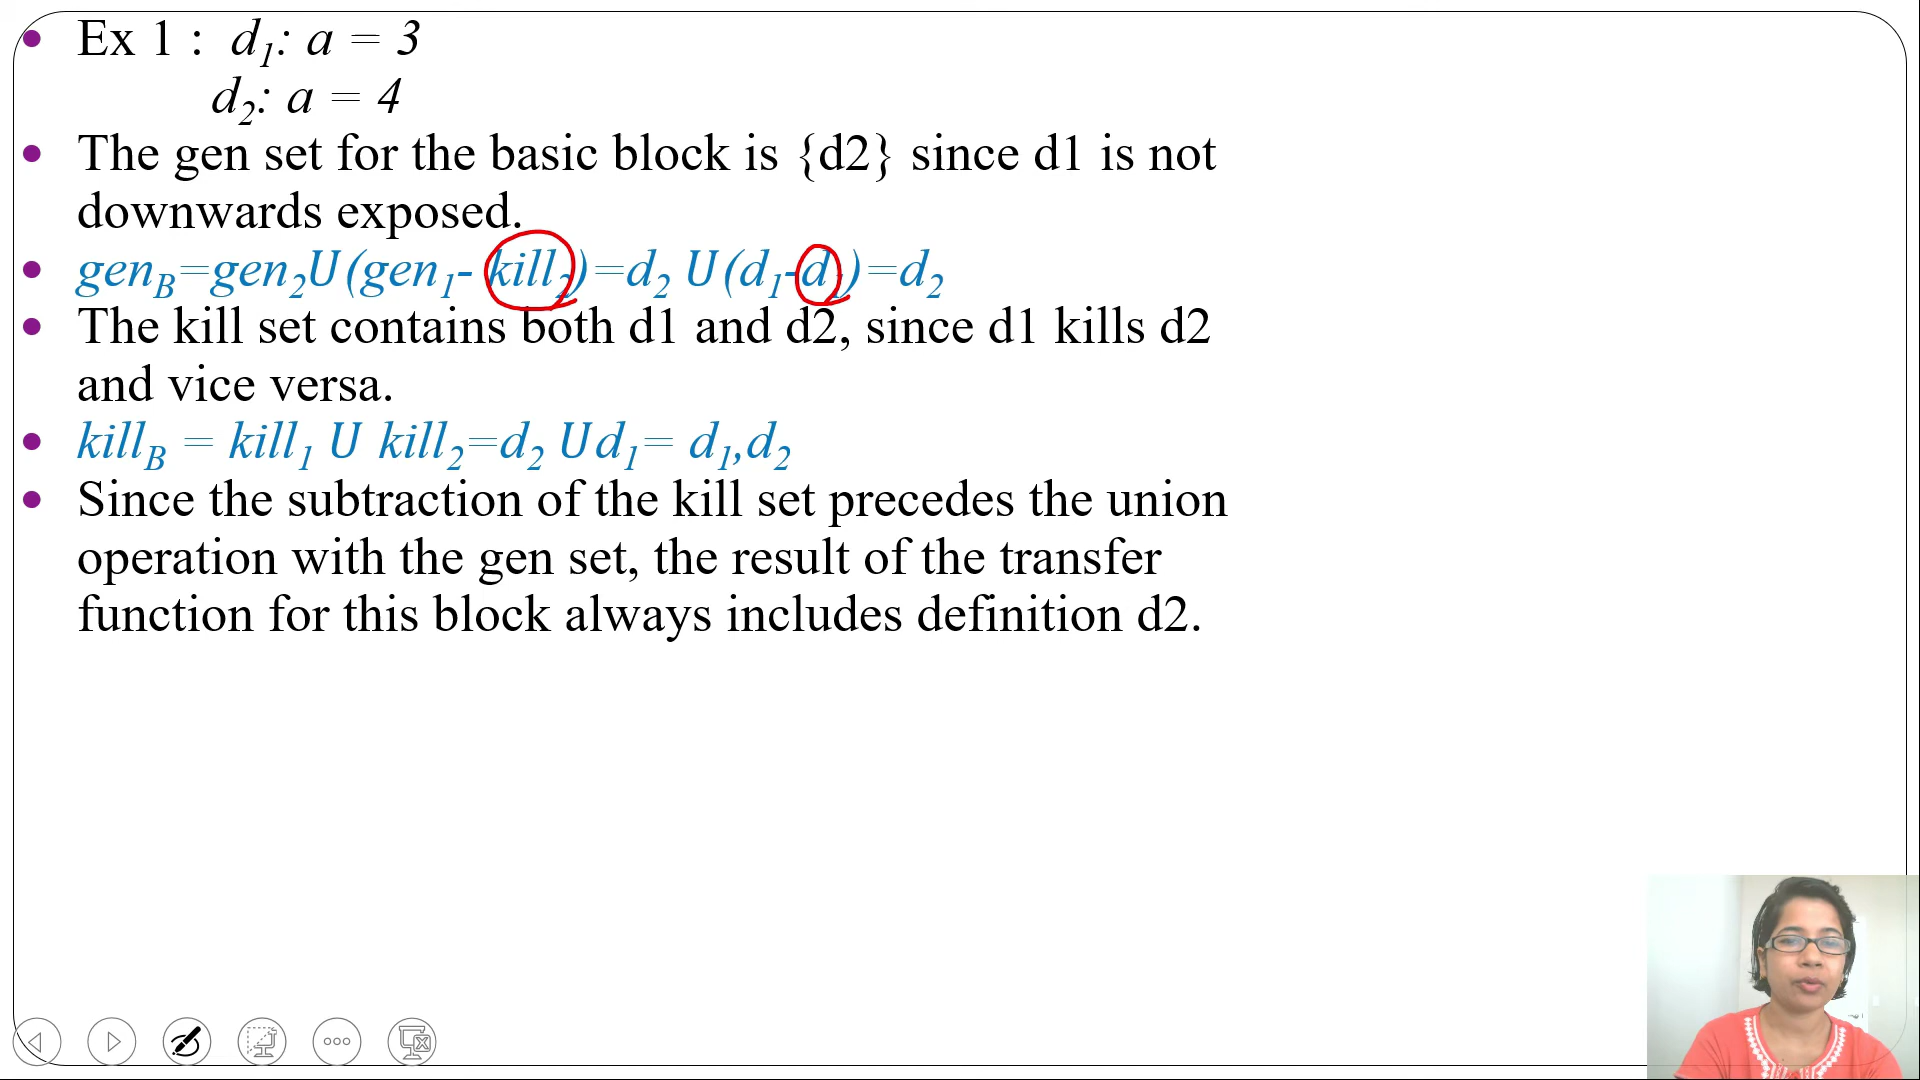 Ex 1 : d1: a = 3
d2: a = 4
The gen set for the basic block is {d2} since d1 is not
downwards exposed.
genB=gen2U(gen1- kill2)=d2 U(d1-d1)=d2
The kill set contains both d1 and d2, since d1 kills d2
and vice versa.
killB = kill1 U kill2=d2 Ud1= d1,d2
Since the subtraction of the kill set precedes the union
operation with the gen set, the result of the transfer
function for this block always includes definition d2.